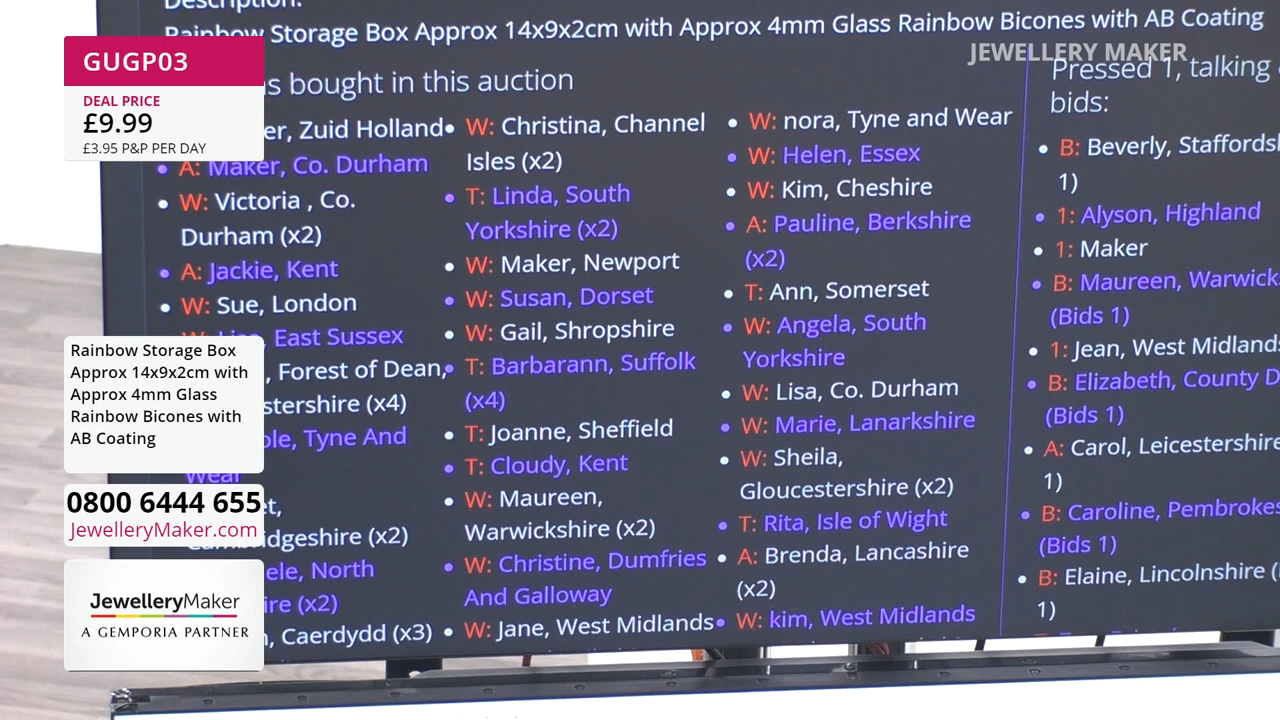 Rainbow Storage Box Approx 14x9x2cm with Approx 4mm Glass Rainbow Bicones with AB Coating
JEWELLERY MAKER
GUGP03
DEAL PRICE
£9.99
£3.95 P&P PER DAY
bought in this auction
Zuid Holland
A: Maker, Co. Durham
W: Victoria , Co.
Durham (x2)
A: Jackie, Kent
W: Sue, London
East Sussex
, Forest of Dean,
(x4)
Tyne And
Wear
(x2)
North
(x2)
Caerdydd (x3)
W: Christina, Channel
Isles (x2)
T: Linda, South
Yorkshire (x2)
W: Maker, Newport
W: Susan, Dorset
W: Gail, Shropshire
T: Barbarann, Suffolk
(x4)
T: Joanne, Sheffield
T: Cloudy, Kent
W: Maureen,
Warwickshire (x2)
W: Christine, Dumfries
And Galloway
W: Jane, West Midlands
W: nora, Tyne and Wear
W: Helen, Essex
W: Kim, Cheshire
A: Pauline, Berkshire
(x2)
T: Ann, Somerset
W: Angela, South
Yorkshire
W: Lisa, Co. Durham
W: Marie, Lanarkshire
W: Sheila,
Gloucestershire (x2)
T: Rita, Isle of Wight
A: Brenda, Lancashire
(x2)
W: kim, West Midlands
Pressed 1, talking
bids:
B: Beverly,
1)
1: Alyson, Highland
1: Maker
B: Maureen,
(Bids 1)
1: Jean, West Midlands
B: Elizabeth, County
(Bids 1)
A: Carol, Leicestershire
1)
B: Caroline,
(Bids 1)
B: Elaine, Lincolnshire
1)
Rainbow Storage Box
Approx 14x9x2cm with
Approx 4mm Glass
Rainbow Bicones with
AB Coating
0800 6444 655
JewelleryMaker.com
JewelleryMaker
A GEMPORIA PARTNER